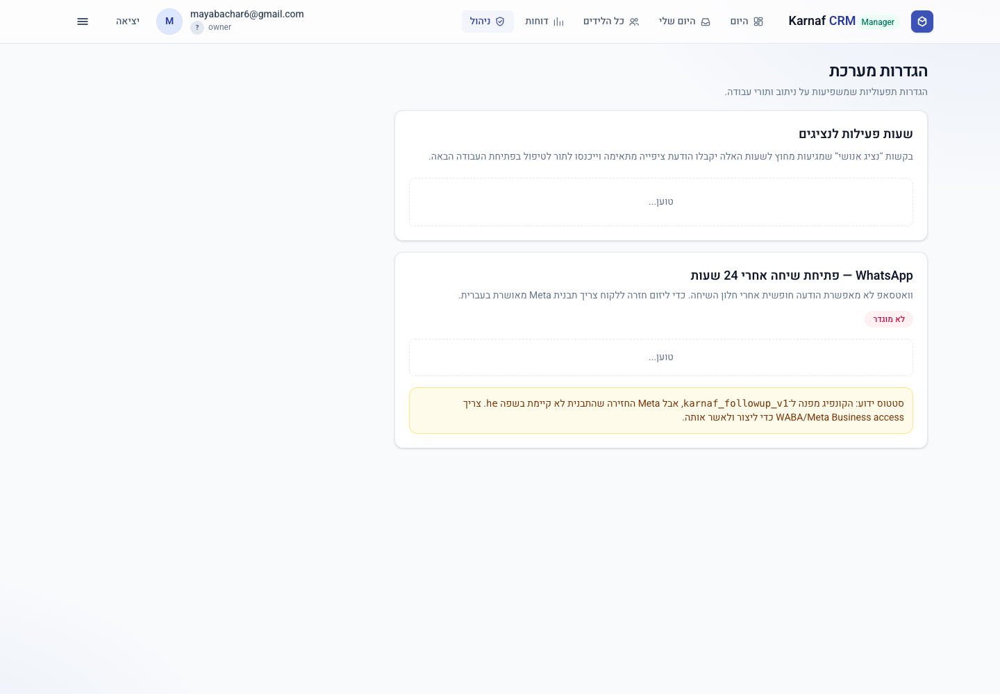 Karnaf CRM Manager
היום
היום שלי
כל הלידים
דוחות
ניהול
mayabachar6@gmail.com
? owner
M
יציאה
הגדרות מערכת
הגדרות תפעוליות שמשפיעות על ניתוב ותורי עבודה.
שעות פעילות לנציגים
בקשות “נציג אנושי” שמגיעות מחוץ לשעות האלה יקבלו הודעת ציפייה מתאימה וייכנסו לתור לטיפול בפתיחת העבודה הבאה.
טוען...
WhatsApp — פתיחת שיחה אחרי 24 שעות
וואטסאפ לא מאפשרת הודעה חופשית אחרי חלון השיחה. כדי ליזום חזרה ללקוח צריך תבנית Meta מאושרת בעברית.
לא מוגדר
טוען...
סטטוס ידוע: הקונפיג מפנה ל־karnaf_followup_v1, אבל Meta החזירה שהתבנית לא קיימת בשפה he. צריך
WABA/Meta Business access כדי ליצור ולאשר אותה.